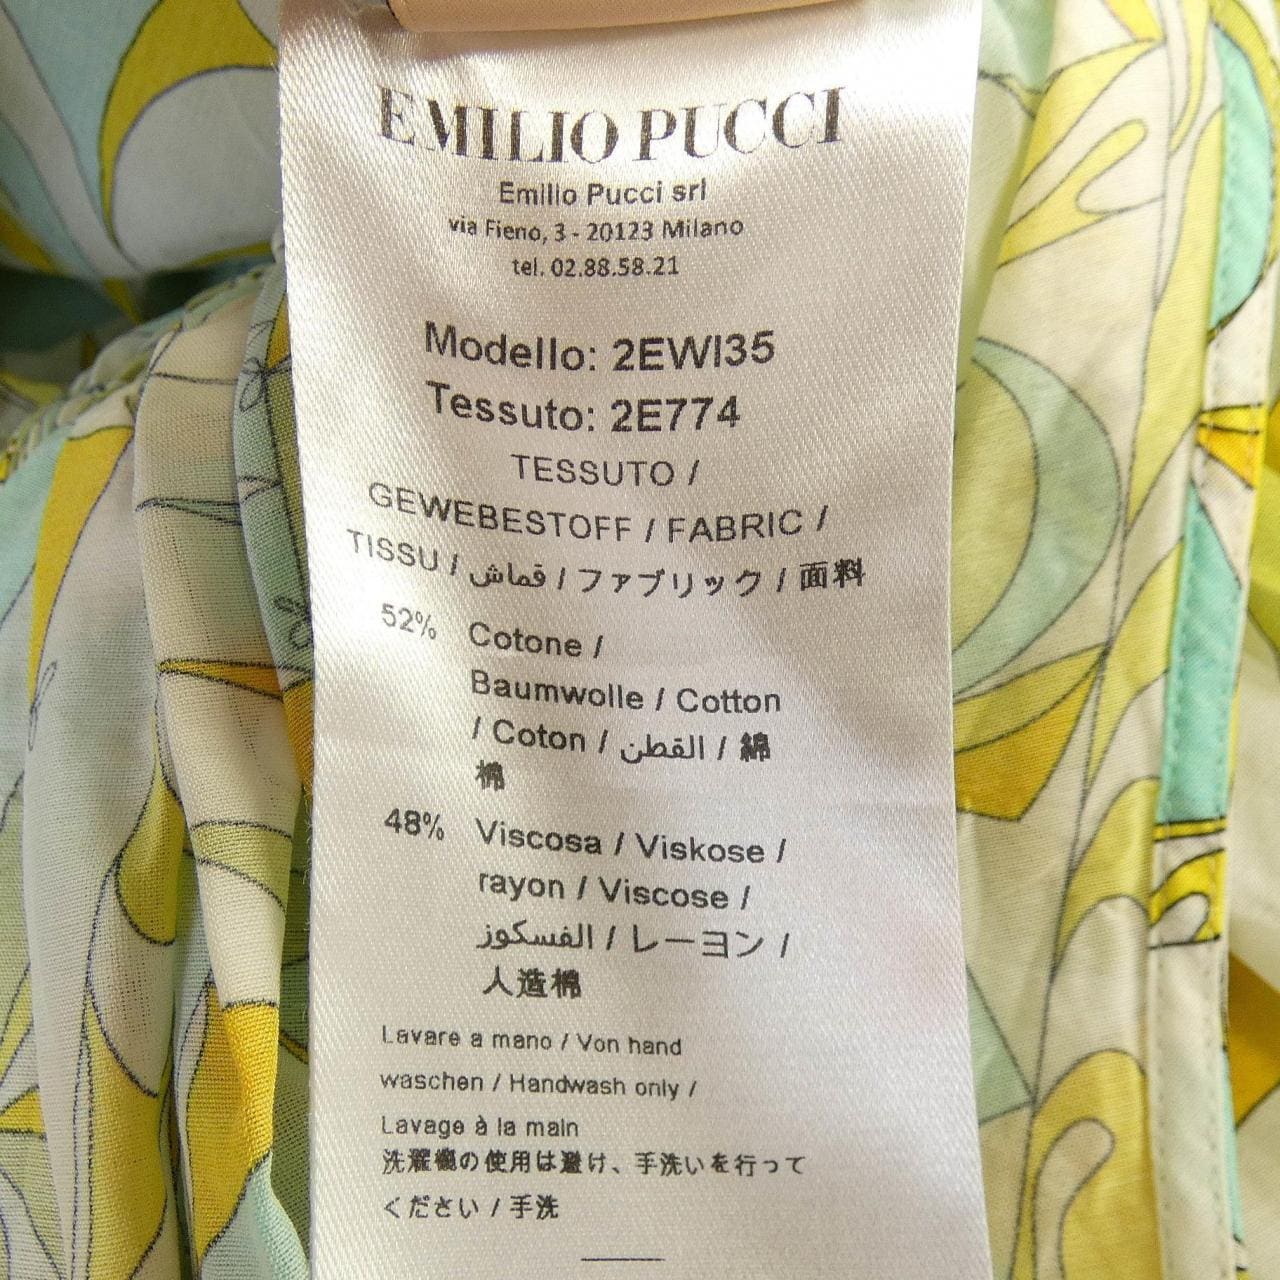 EMILIO PUCCI
Emilio Pucci srl
via Fieno, 3 - 20123 Milano
tel. 02.88.58.21
Modello: 2EWI35
Tessuto: 2E774
TESSUTO /
GEWEBESTOFF / FABRIC /
TISSU / قماش / ファブリック / 面料
52% Cotone /
Baumwolle / Cotton
/ Coton / القطن / 綿
棉
48% Viscosa / Viskose /
rayon / Viscose /
الفسكوز / レーヨン /
人造棉
Lavare a mano / Von hand
waschen / Handwash only /
Lavage à la main
洗濯機の使用は避け、手洗いを行って
ください / 手洗